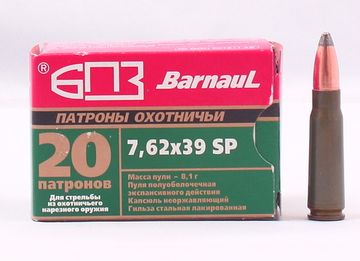 ® БПЗ Barnaul
ПАТРОНЫ ОХОТНИЧЬИ
20 7,62x39 SP
ПАТРОНОВ
Масса пули – 8,1 г
Для стрельбы
из охотничьего
нарезного оружия
Пуля полуоболочечная
экспансивного действия
Капсюль неоржавляющий
Гильза стальная лакированная